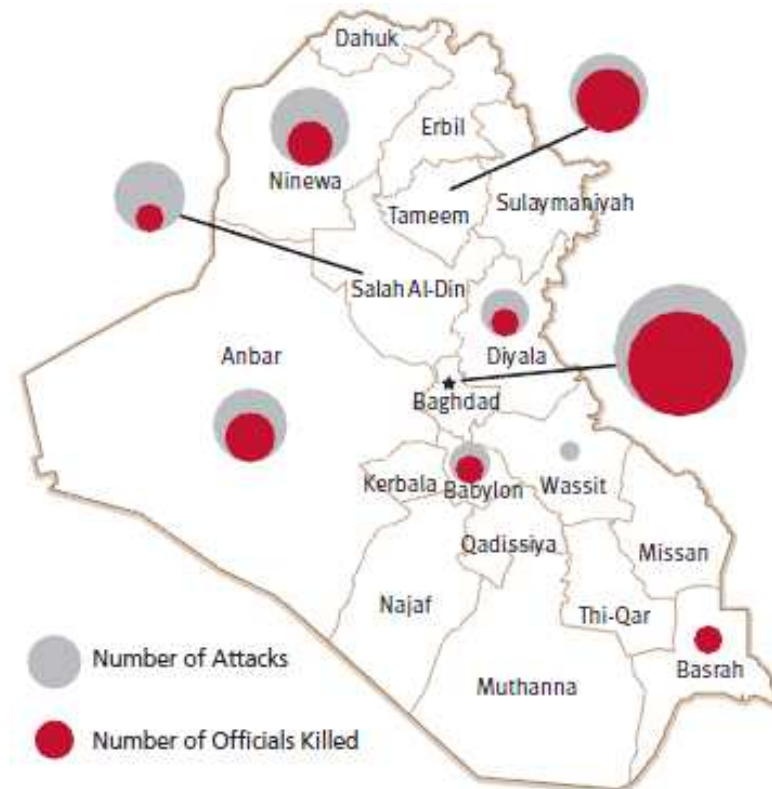 Dahuk
Erbil
Ninewa
Tameem
Sulaymaniyah
Salah Al-Din
Anbar
Diyala
Baghdad
Kerbala
Babylon
Wassit
Qadissiya
Missan
Najaf
Thi-Qar
Number of Attacks
Basrah
Muthanna
Number of Officials Killed